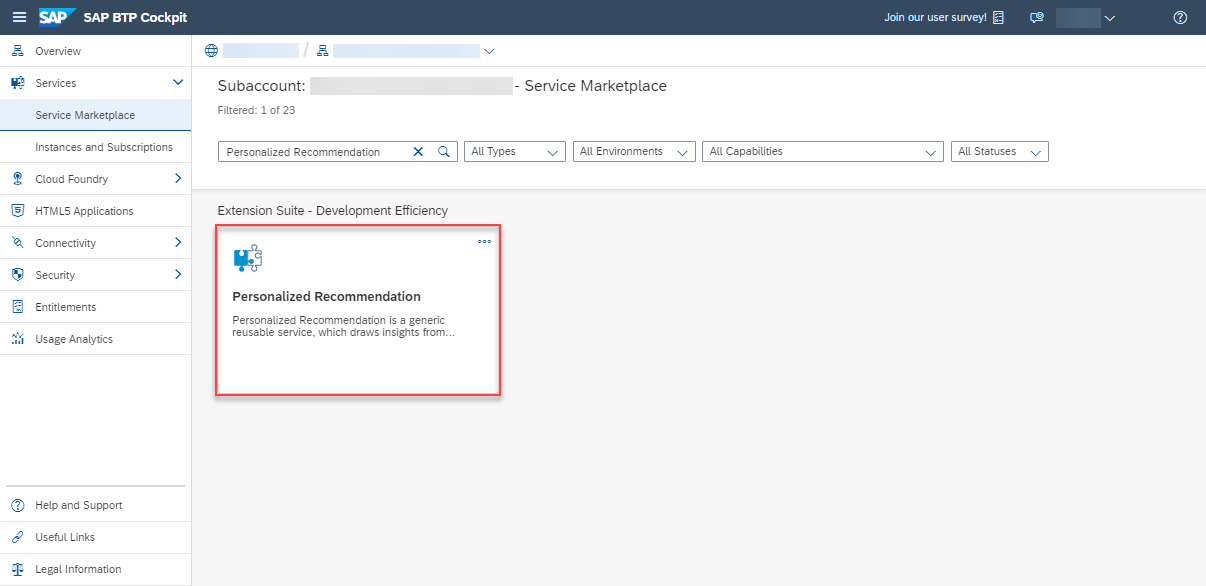 SAP SAP BTP Cockpit
Join our user survey!
Overview
Services
Service Marketplace
Instances and Subscriptions
Cloud Foundry
HTML5 Applications
Connectivity
Security
Entitlements
Usage Analytics
Help and Support
Useful Links
Legal Information
/
Subaccount: - Service Marketplace
Filtered: 1 of 23
Personalized Recommendation
All Types
All Environments
All Capabilities
All Statuses
Extension Suite - Development Efficiency
Personalized Recommendation
Personalized Recommendation is a generic
reusable service, which draws insights from...